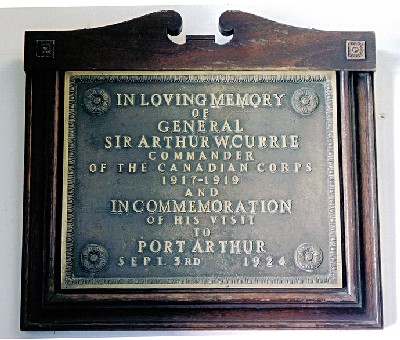 IN LOVING MEMORY
OF
GENERAL
SIR ARTHUR W. CURRIE
COMMANDER
OF THE CANADIAN CORPS
1917-1919
AND
IN COMMEMORATION
OF HIS VISIT
TO
PORT ARTHUR
SEPT. 3RD 1924